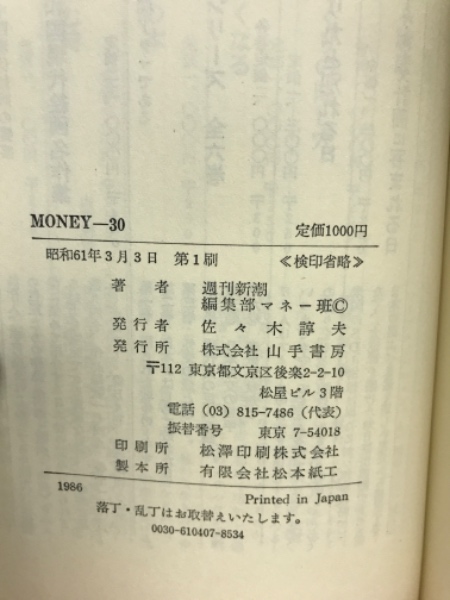 MONEY—30 定価1000円
昭和61年3月3日 第1刷 ≪検印省略≫
著者 週刊新潮
編集部マネー班©
発行者 佐々木諄夫
発行所 株式会社山手書房
〒112 東京都文京区後楽2-2-10
松屋ビル3階
電話 (03) 815-7486 (代表)
振替番号 東京 7-54018
印刷所 松澤印刷株式会社
製本所 有限会社松本紙工
1986 Printed in Japan
落丁・乱丁はお取替えいたします。
0030-610407-8534